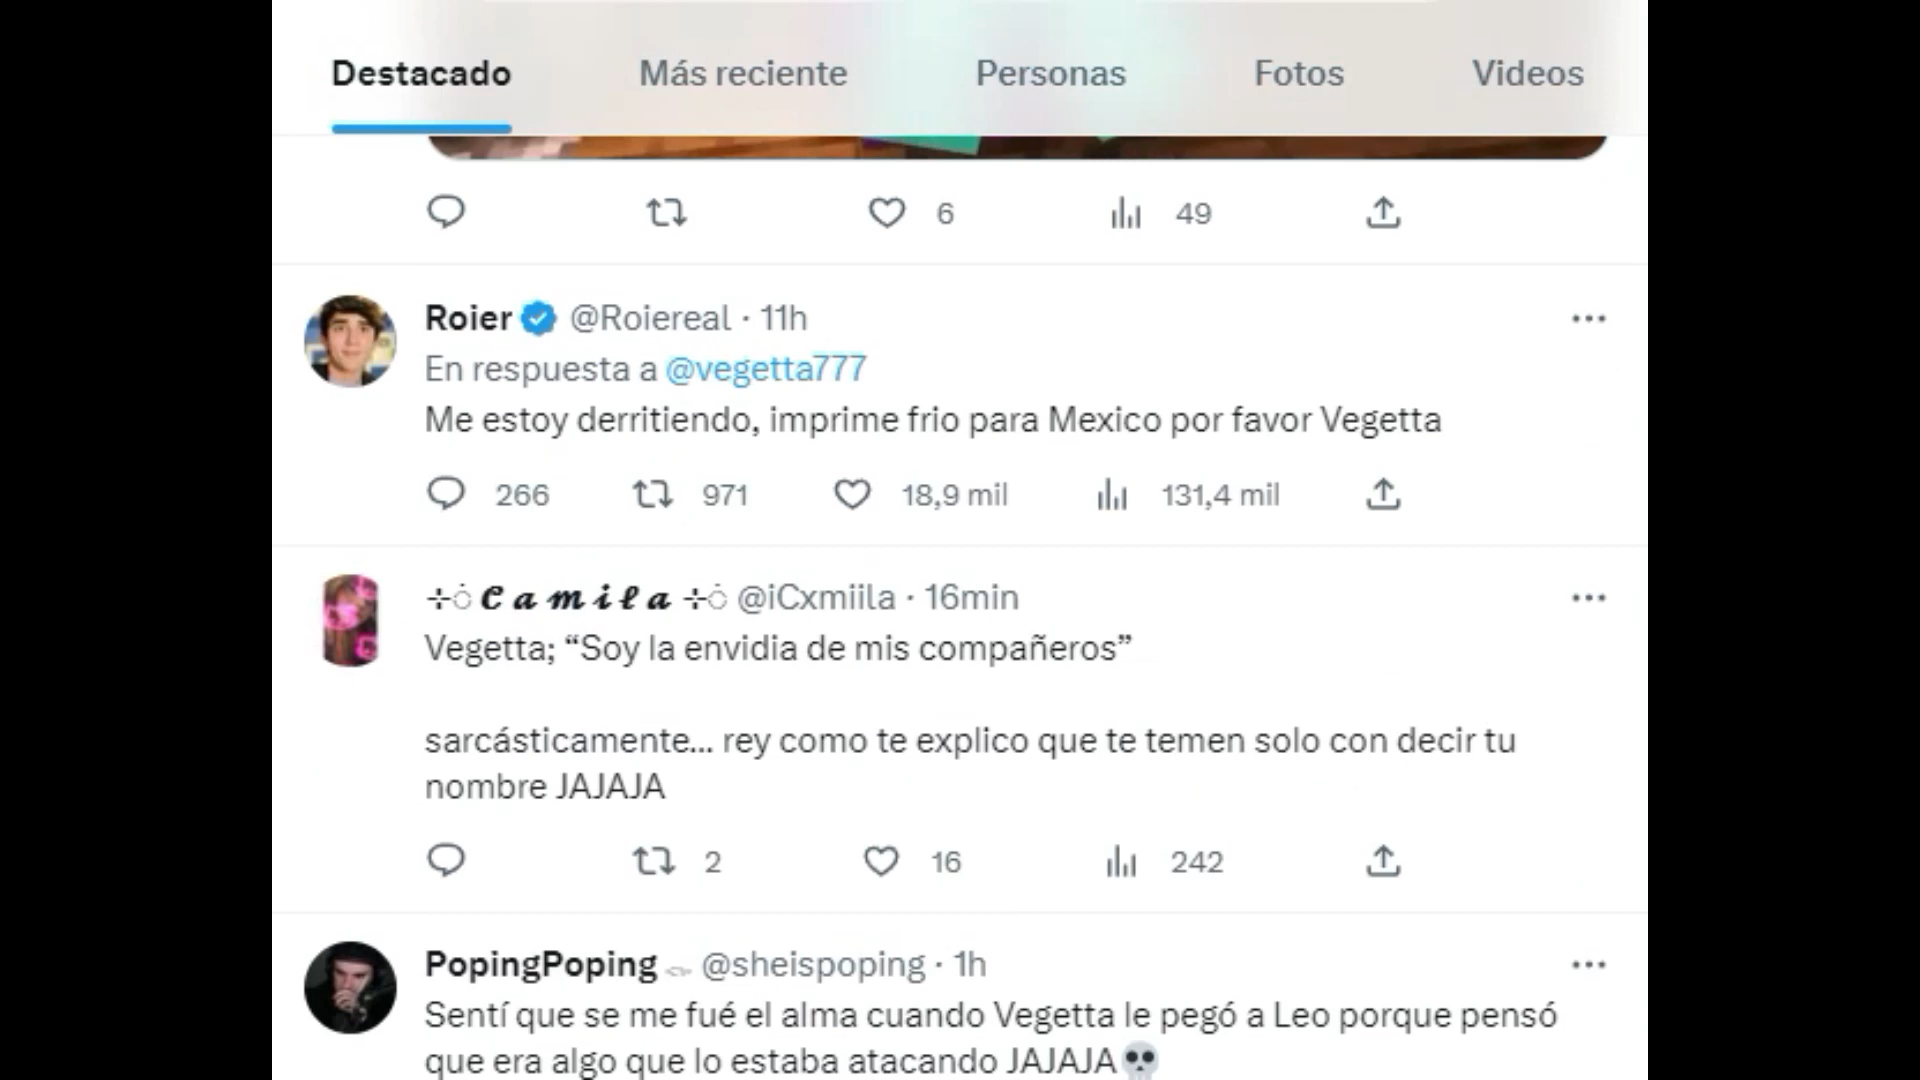 Destacado Más reciente Personas Fotos Videos
6 49
Roier @Roiereal · 11h
En respuesta a @vegetta777
Me estoy derritiendo, imprime frio para Mexico por favor Vegetta
266 971 18,9 mil 131,4 mil
⊹ 𝓒 𝓪 𝓶 𝓲 𝓵 𝓪 ⊹ @iCxmiila · 16min
Vegetta; “Soy la envidia de mis compañeros”
sarcásticamente... rey como te explico que te temen solo con decir tu
nombre JAJAJA
2 16 242
PopingPoping @sheispoping · 1h
Sentí que se me fué el alma cuando Vegetta le pegó a Leo porque pensó
que era algo que lo estaba atacando JAJAJA💀